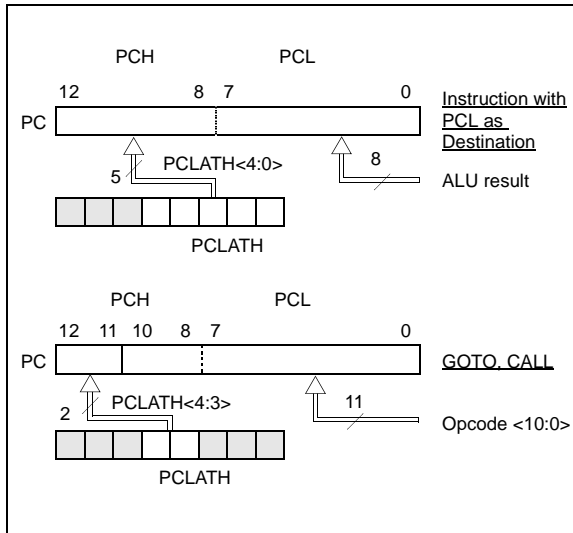 PCH PCL
12 8 7 0
PC
Instruction with
PCL as
Destination
5 PCLATH<4:0> 8
ALU result
PCLATH
PCH PCL
12 11 10 8 7 0
PC GOTO, CALL
2 PCLATH<4:3> 11
Opcode <10:0>
PCLATH